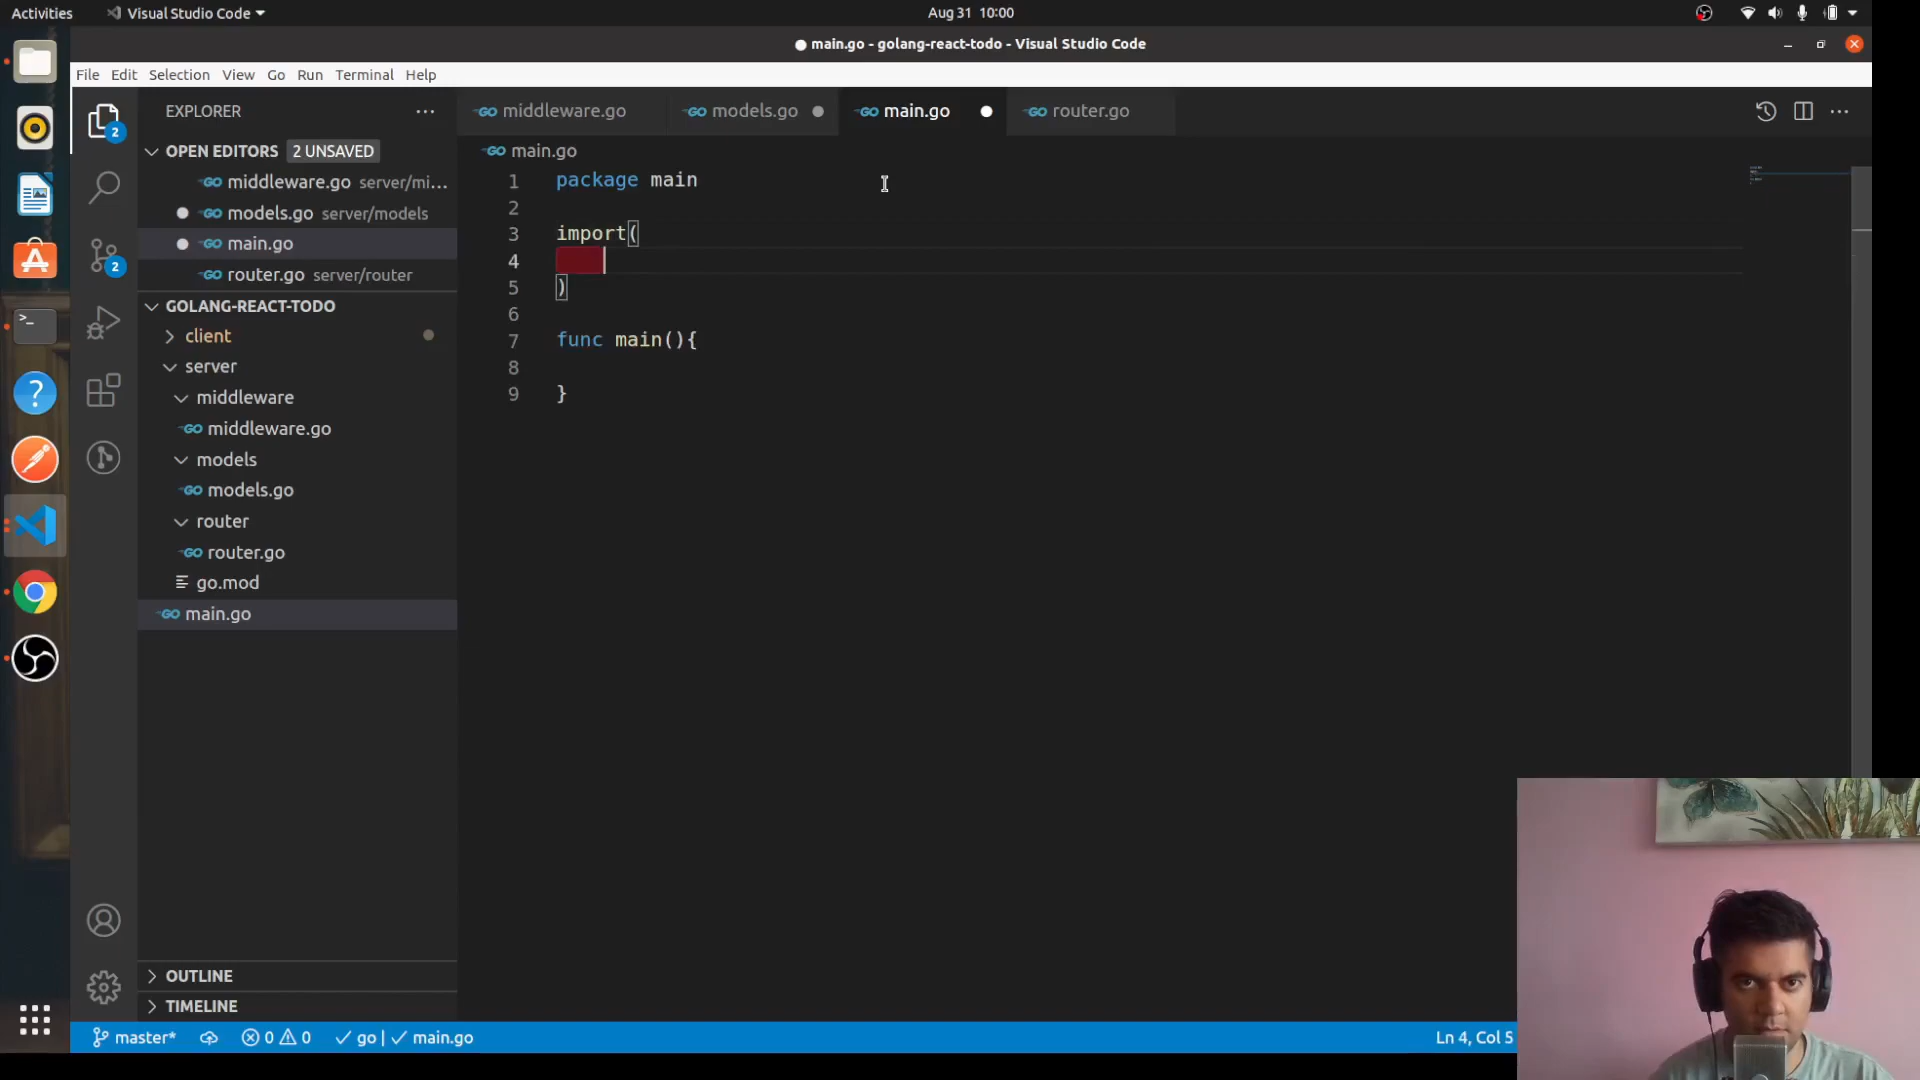 Activities
Visual Studio Code
Aug 31 10:00
main.go - golang-react-todo - Visual Studio Code
File Edit Selection View Go Run Terminal Help
EXPLORER
middleware.go
models.go
main.go
router.go
2
OPEN EDITORS 2 UNSAVED
middleware.go server/mi...
models.go server/models
main.go
router.go server/router
2
GOLANG-REACT-TODO
client
server
middleware
middleware.go
models
models.go
router
router.go
go.mod
main.go
OUTLINE
TIMELINE
main.go
1 package main
2
3 import(
4
5 )
6
7 func main(){
8
9 }
master* 0 0 go | main.go Ln 4, Col 5